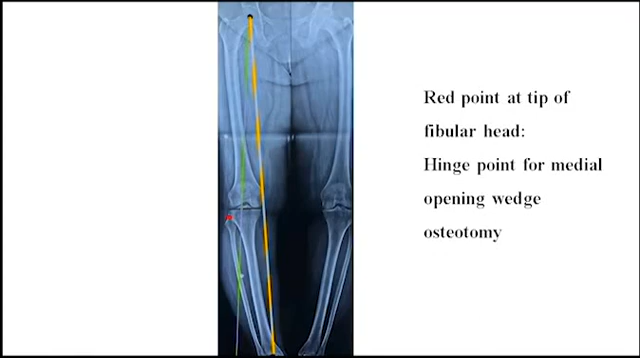 Red point at tip of
fibular head:
Hinge point for medial
opening wedge
osteotomy